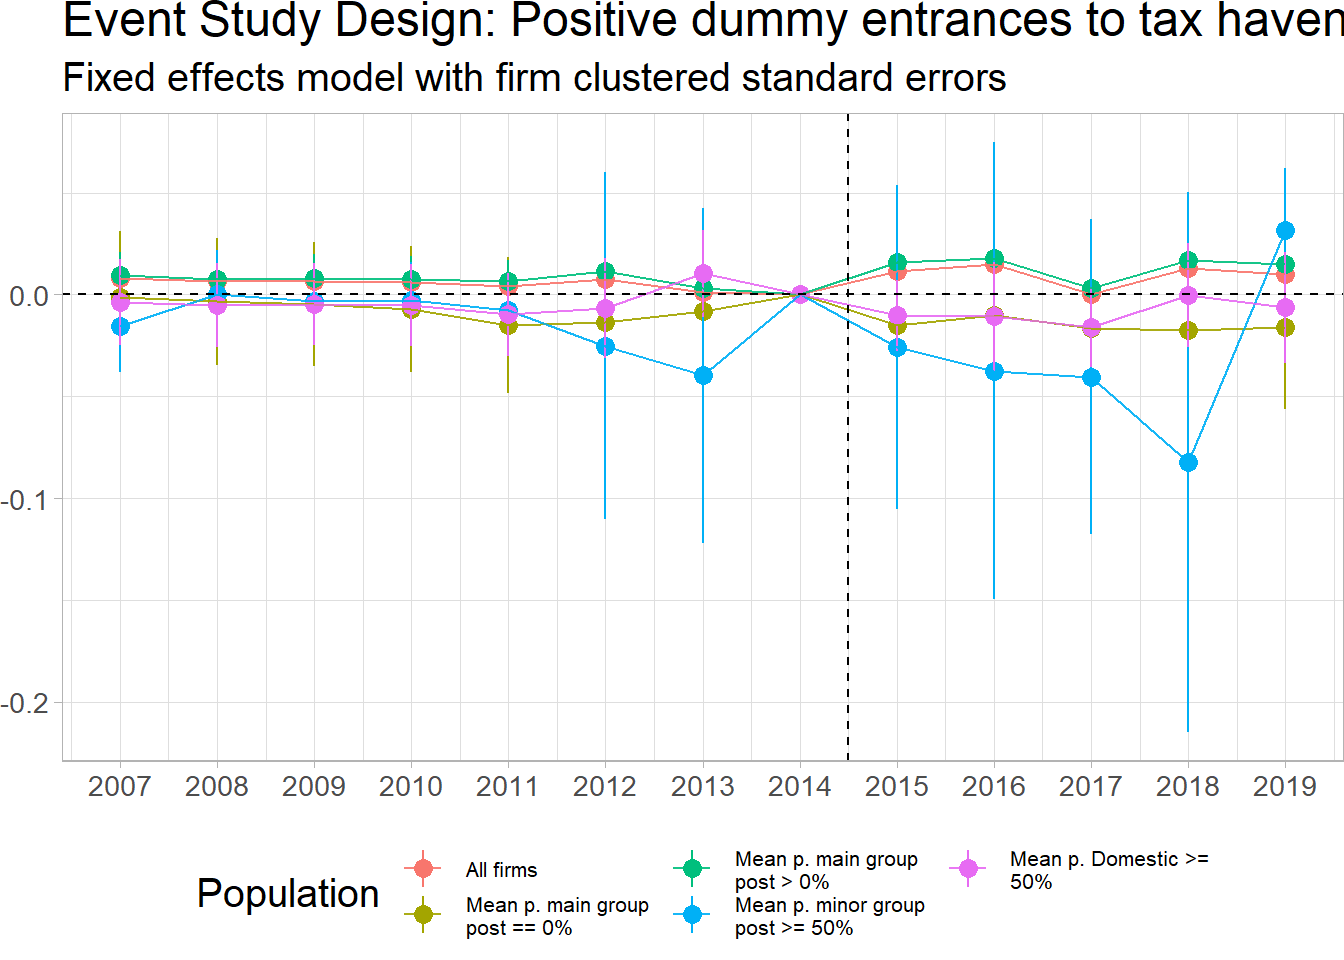 Event Study Design: Positive dummy entrances to tax haven
Fixed effects model with firm clustered standard errors
0.0
-0.1
-0.2
2007 2008 2009 2010 2011 2012 2013 2014 2015 2016 2017 2018 2019
Population
All firms
Mean p. main group
post == 0%
Mean p. main group
post > 0%
Mean p. minor group
post >= 50%
Mean p. Domestic >=
50%